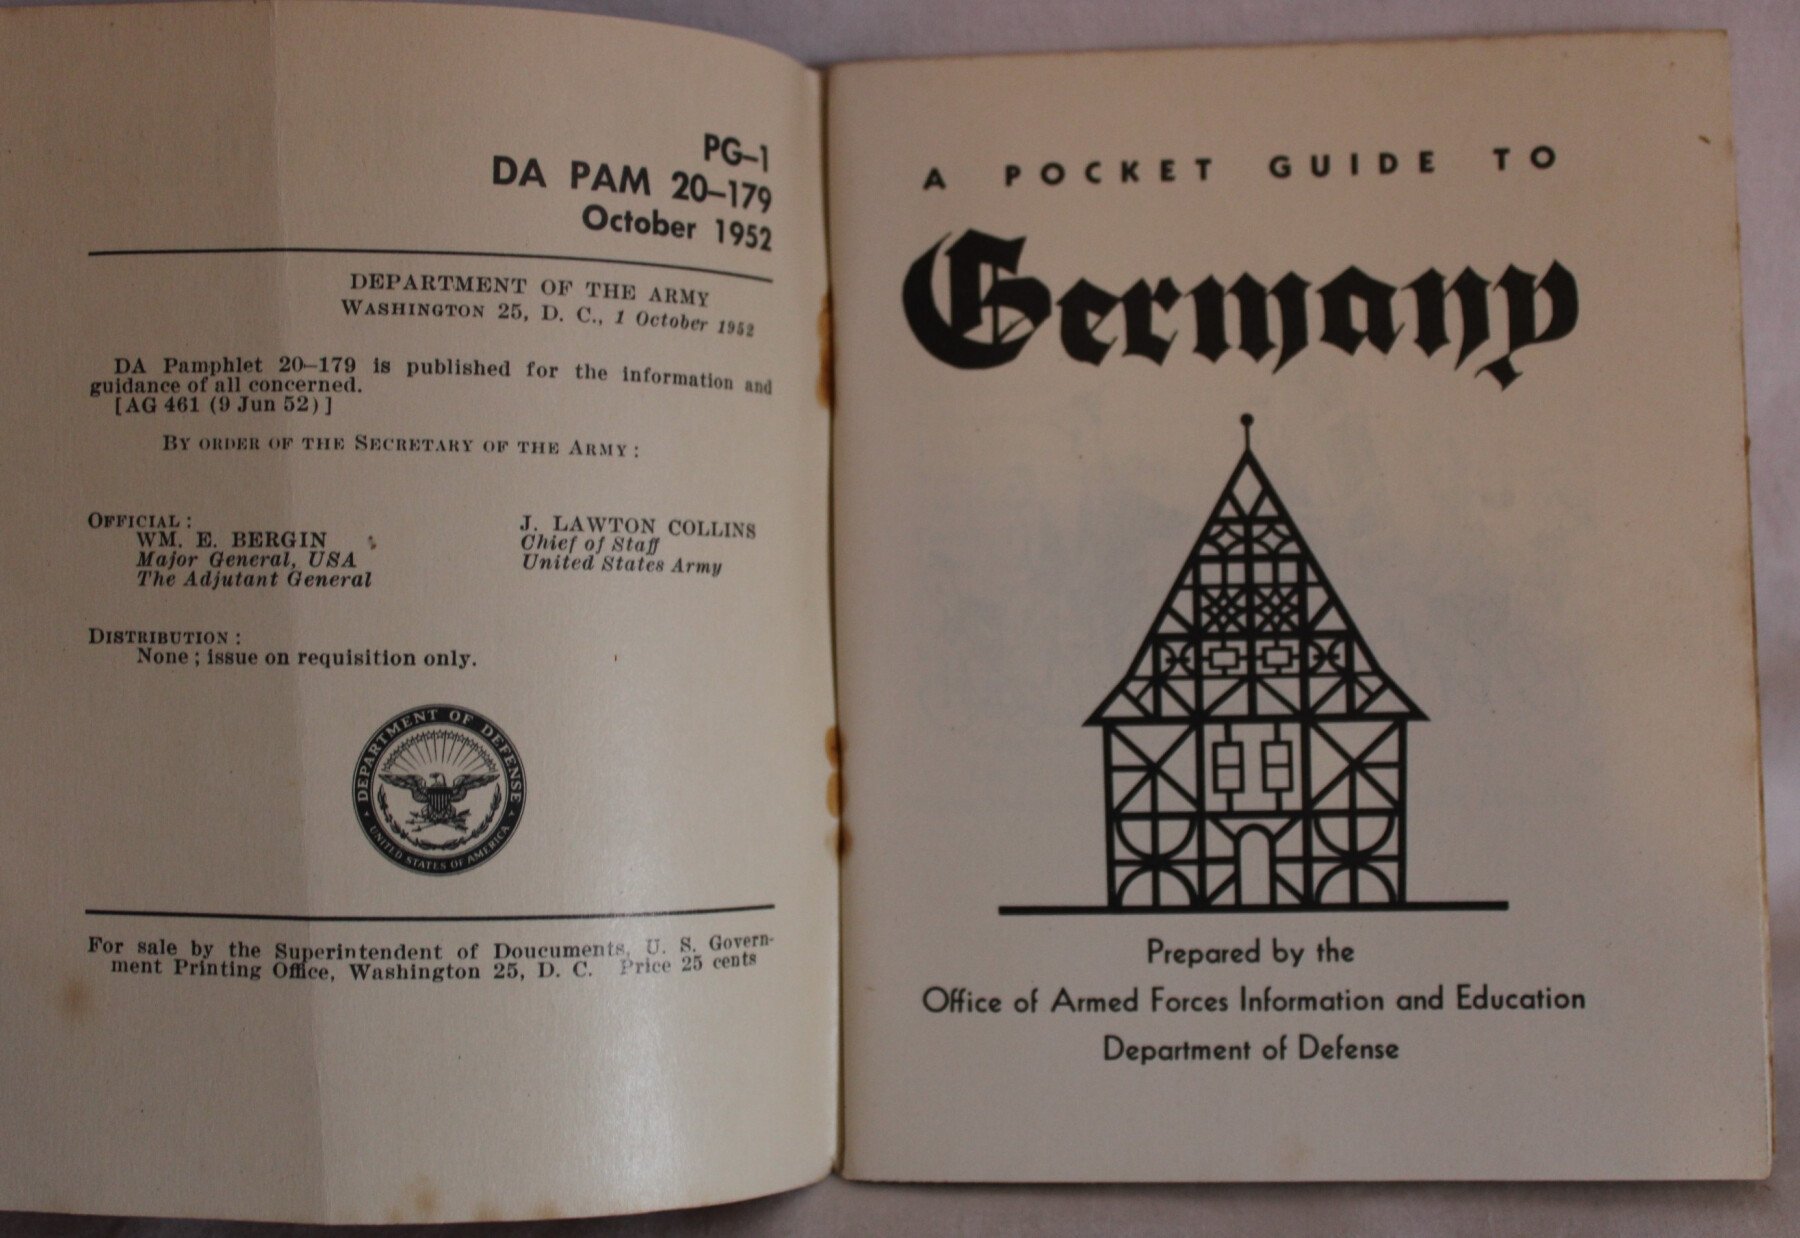 PG–1
DA PAM 20–179
October 1952
DEPARTMENT OF THE ARMY
WASHINGTON 25, D. C., 1 October 1952
DA Pamphlet 20–179 is published for the information and
guidance of all concerned.
[AG 461 (9 Jun 52)]
BY ORDER OF THE SECRETARY OF THE ARMY:
OFFICIAL:
WM. E. BERGIN
Major General, USA
The Adjutant General
J. LAWTON COLLINS
Chief of Staff
United States Army
DISTRIBUTION:
None; issue on requisition only.
DEPARTMENT OF DEFENSE
UNITED STATES OF AMERICA
For sale by the Superintendent of Doucuments, U. S. Govern-
ment Printing Office, Washington 25, D. C. Price 25 cents
A POCKET GUIDE TO
Germany
Prepared by the
Office of Armed Forces Information and Education
Department of Defense